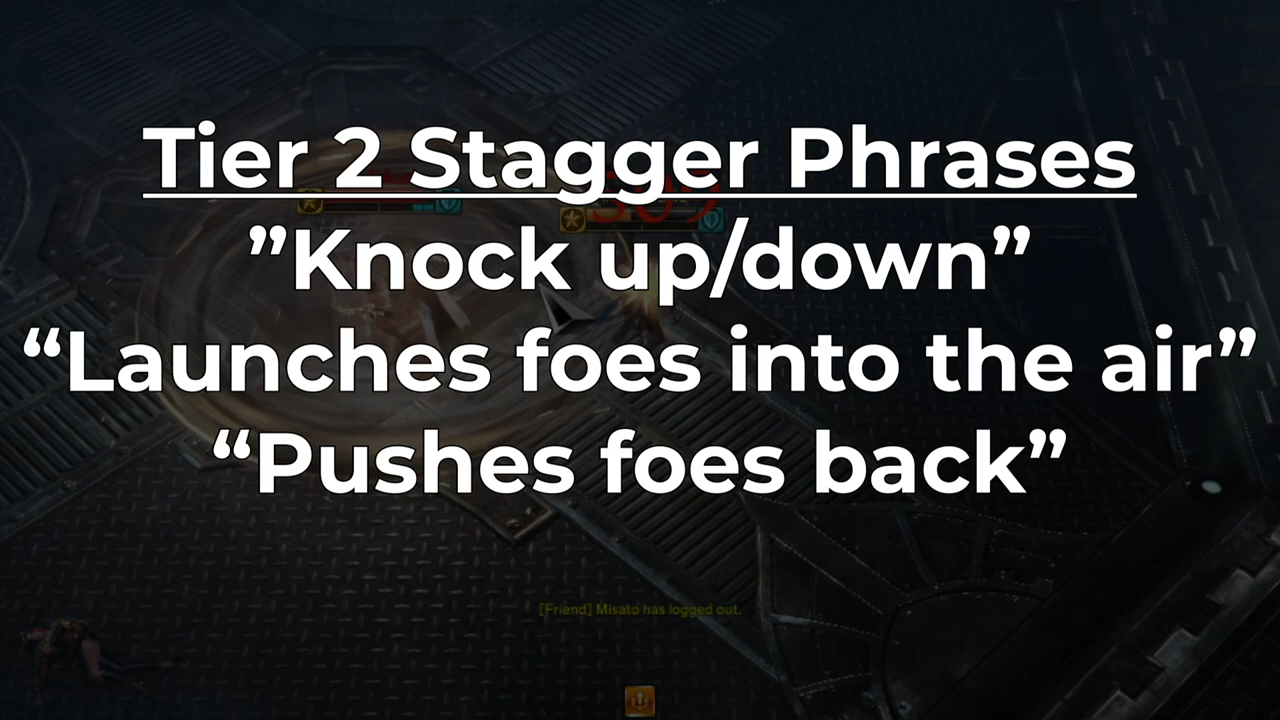 Tier 2 Stagger Phrases
”Knock up/down”
“Launches foes into the air”
“Pushes foes back”
[Friend] Misato has logged out.